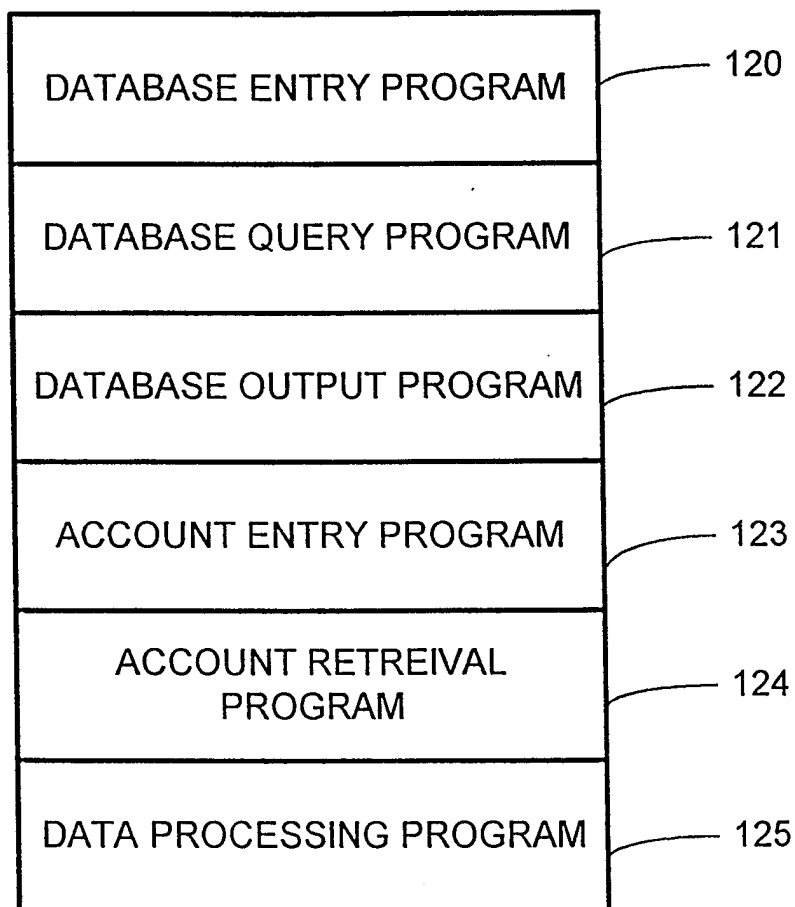 DATABASE ENTRY PROGRAM 120
DATABASE QUERY PROGRAM 121
DATABASE OUTPUT PROGRAM 122
ACCOUNT ENTRY PROGRAM 123
ACCOUNT RETREIVAL
PROGRAM 124
DATA PROCESSING PROGRAM 125